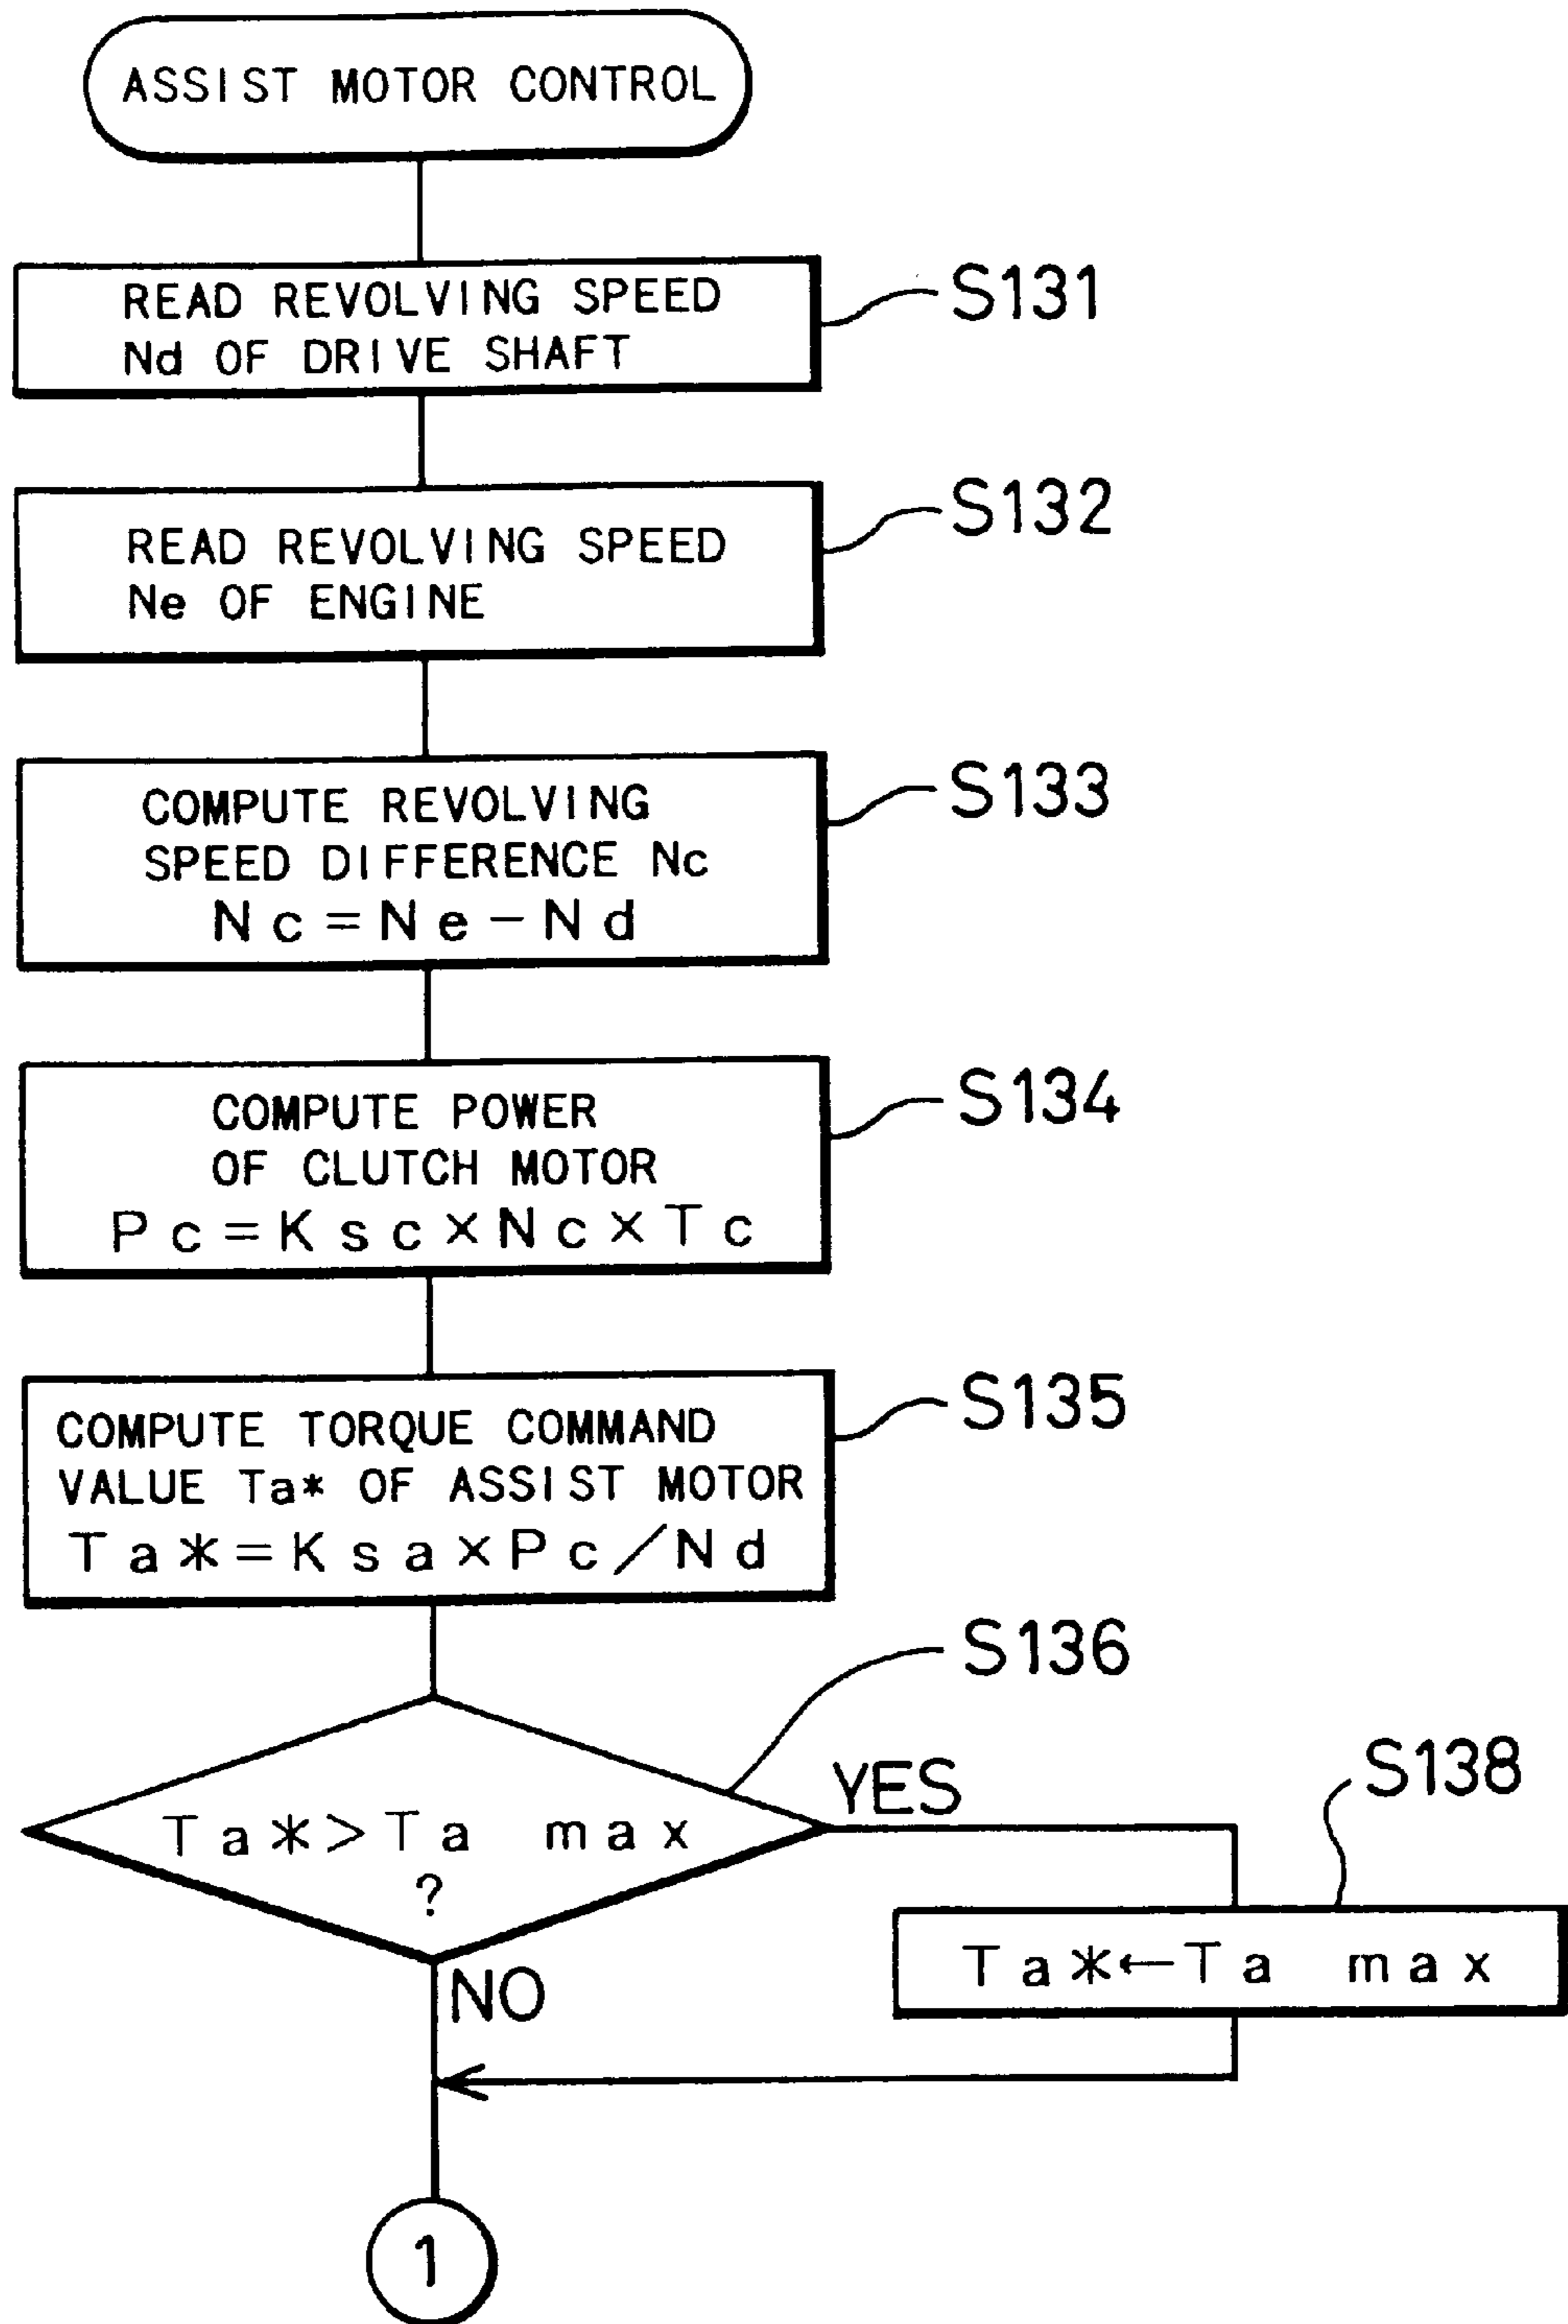 ASSIST MOTOR CONTROL
READ REVOLVING SPEED
Nd OF DRIVE SHAFT
S131
READ REVOLVING SPEED
Ne OF ENGINE
S132
COMPUTE REVOLVING
SPEED DIFFERENCE Nc
Nc=Ne-Nd
S133
COMPUTE POWER
OF CLUTCH MOTOR
Pc=Ksc×Nc×Tc
S134
COMPUTE TORQUE COMMAND
VALUE Ta* OF ASSIST MOTOR
Ta*=Ksa×Pc/Nd
S135
S136
Ta*>Ta max
?
YES
S138
Ta*←Ta max
NO
1